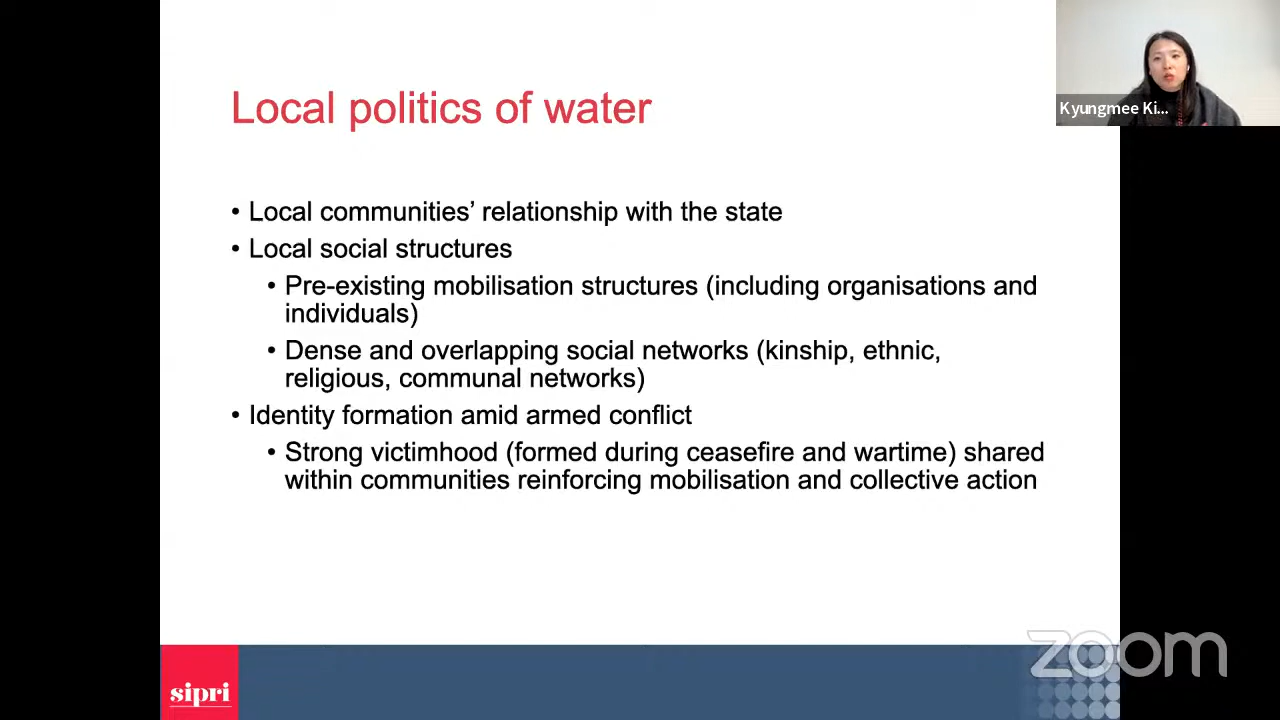 Local politics of water
Kyungmee Ki...
• Local communities’ relationship with the state
• Local social structures
• Pre-existing mobilisation structures (including organisations and
individuals)
• Dense and overlapping social networks (kinship, ethnic,
religious, communal networks)
• Identity formation amid armed conflict
• Strong victimhood (formed during ceasefire and wartime) shared
within communities reinforcing mobilisation and collective action
sipri
zoom